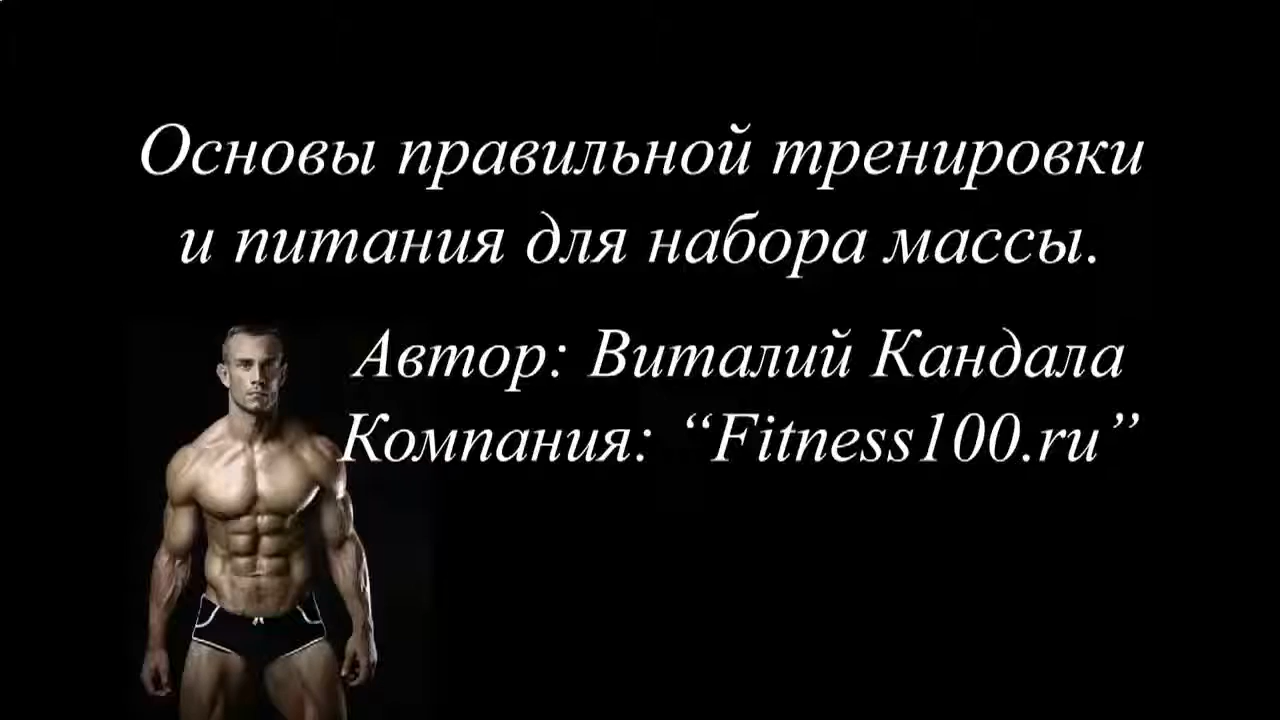 Основы правильной тренировки
и питания для набора массы.
Автор: Виталий Кандала
Компания: “Fitness100.ru”